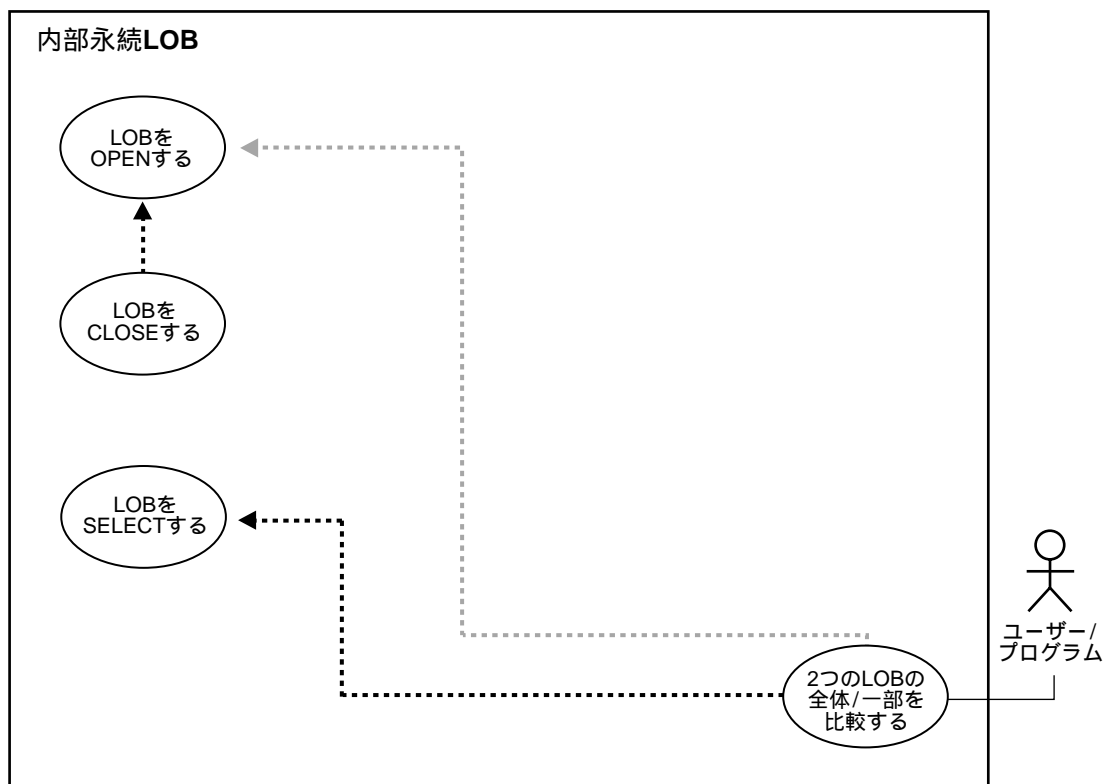 内部永続LOB
LOBを
OPENする
LOBを
CLOSEする
LOBを
SELECTする
ユーザー/
プログラム
2つのLOBの
全体/一部を
比較する